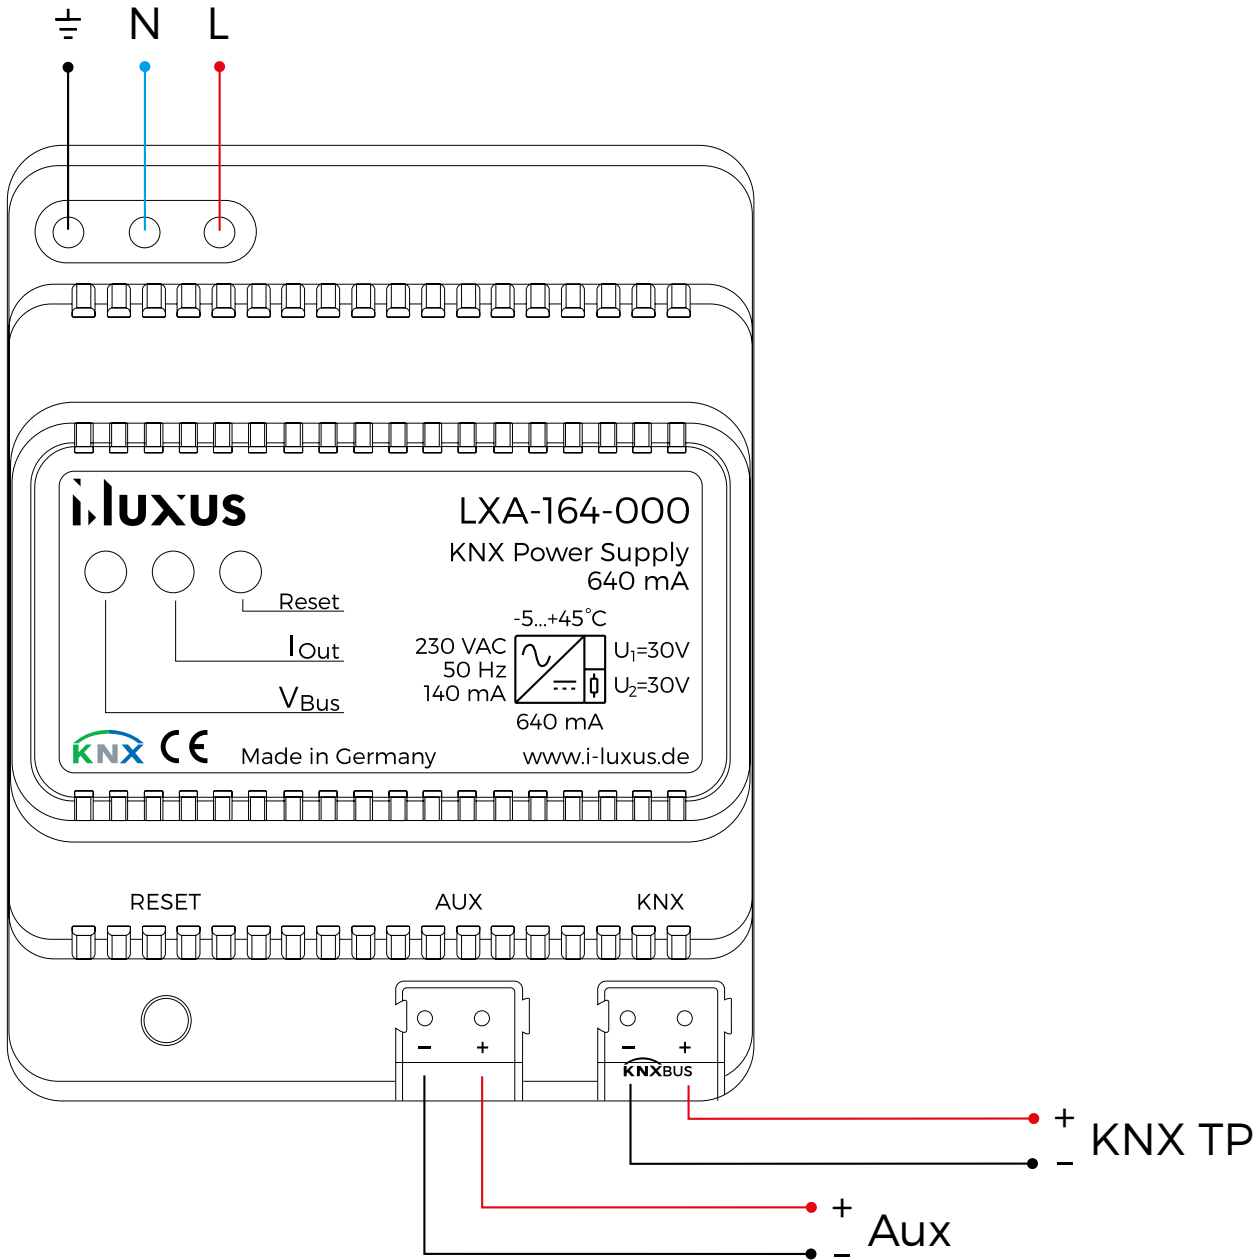 N L
i·luxus
LXA-164-000
KNX Power Supply
640 mA
Reset
I Out
V Bus
-5...+45°C
230 VAC
50 Hz
140 mA
U₁=30V
U₂=30V
640 mA
KNX CE Made in Germany www.i-luxus.de
RESET AUX KNX
− + − +
KNXBUS
+
−
KNX TP
+
−
Aux